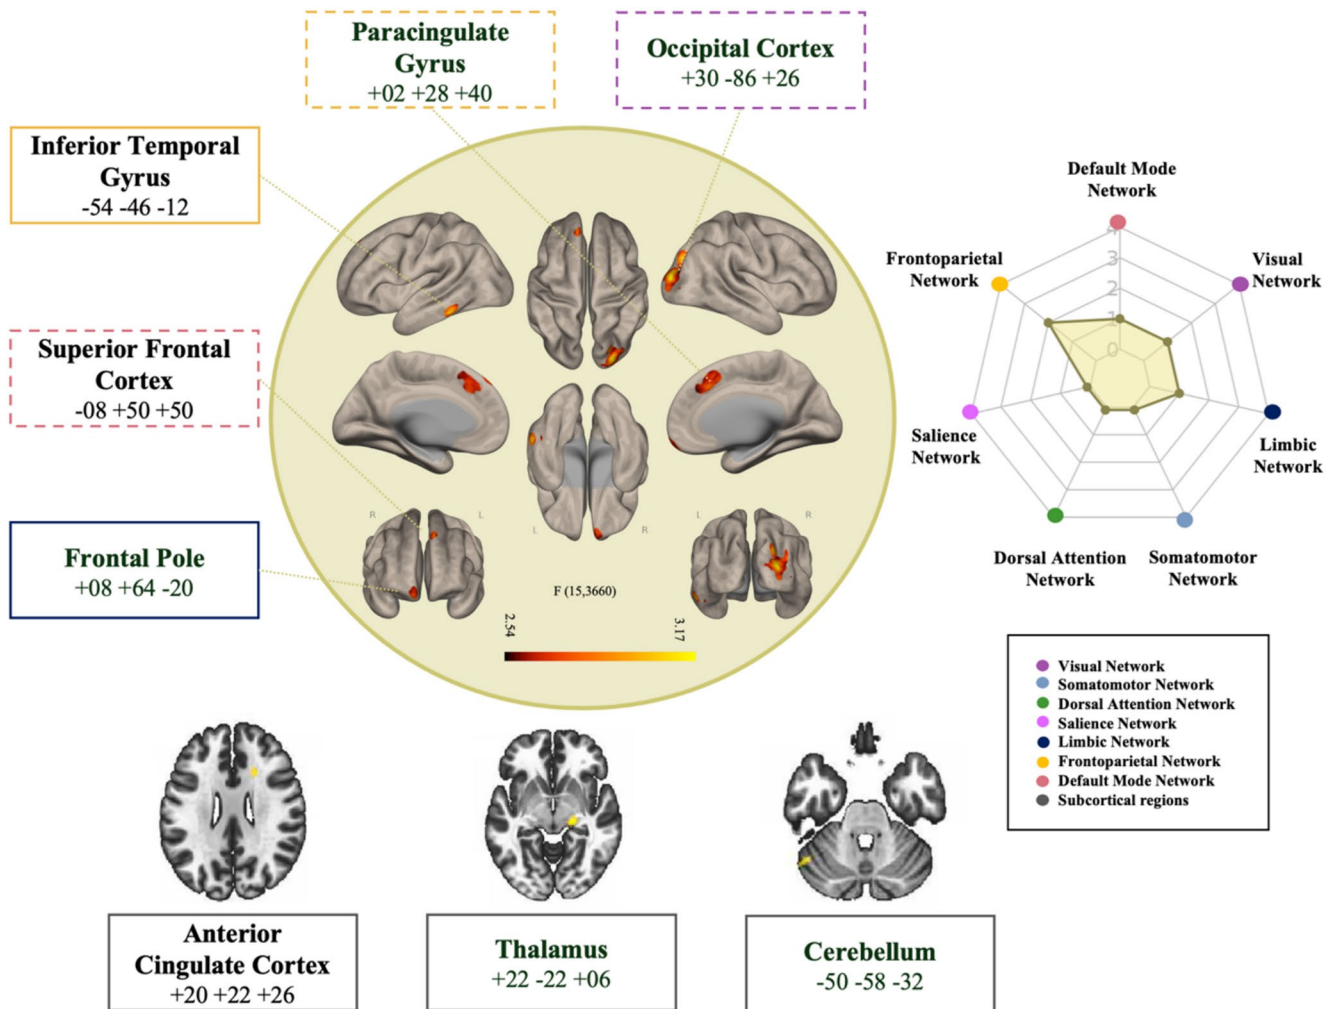 Paracingulate
Gyrus
+02 +28 +40
Occipital Cortex
+30 -86 +26
Inferior Temporal
Gyrus
-54 -46 -12
Superior Frontal
Cortex
-08 +50 +50
Frontal Pole
+08 +64 -20
R
L
L
R
L
R
F (15,3660)
2.54
3.17
Default Mode
Network
Visual
Network
Limbic
Network
Somatomotor
Network
Dorsal Attention
Network
Salience
Network
Frontoparietal
Network
4
3
2
1
0
Visual Network
Somatomotor Network
Dorsal Attention Network
Salience Network
Limbic Network
Frontoparietal Network
Default Mode Network
Subcortical regions
Anterior
Cingulate Cortex
+20 +22 +26
Thalamus
+22 -22 +06
Cerebellum
-50 -58 -32